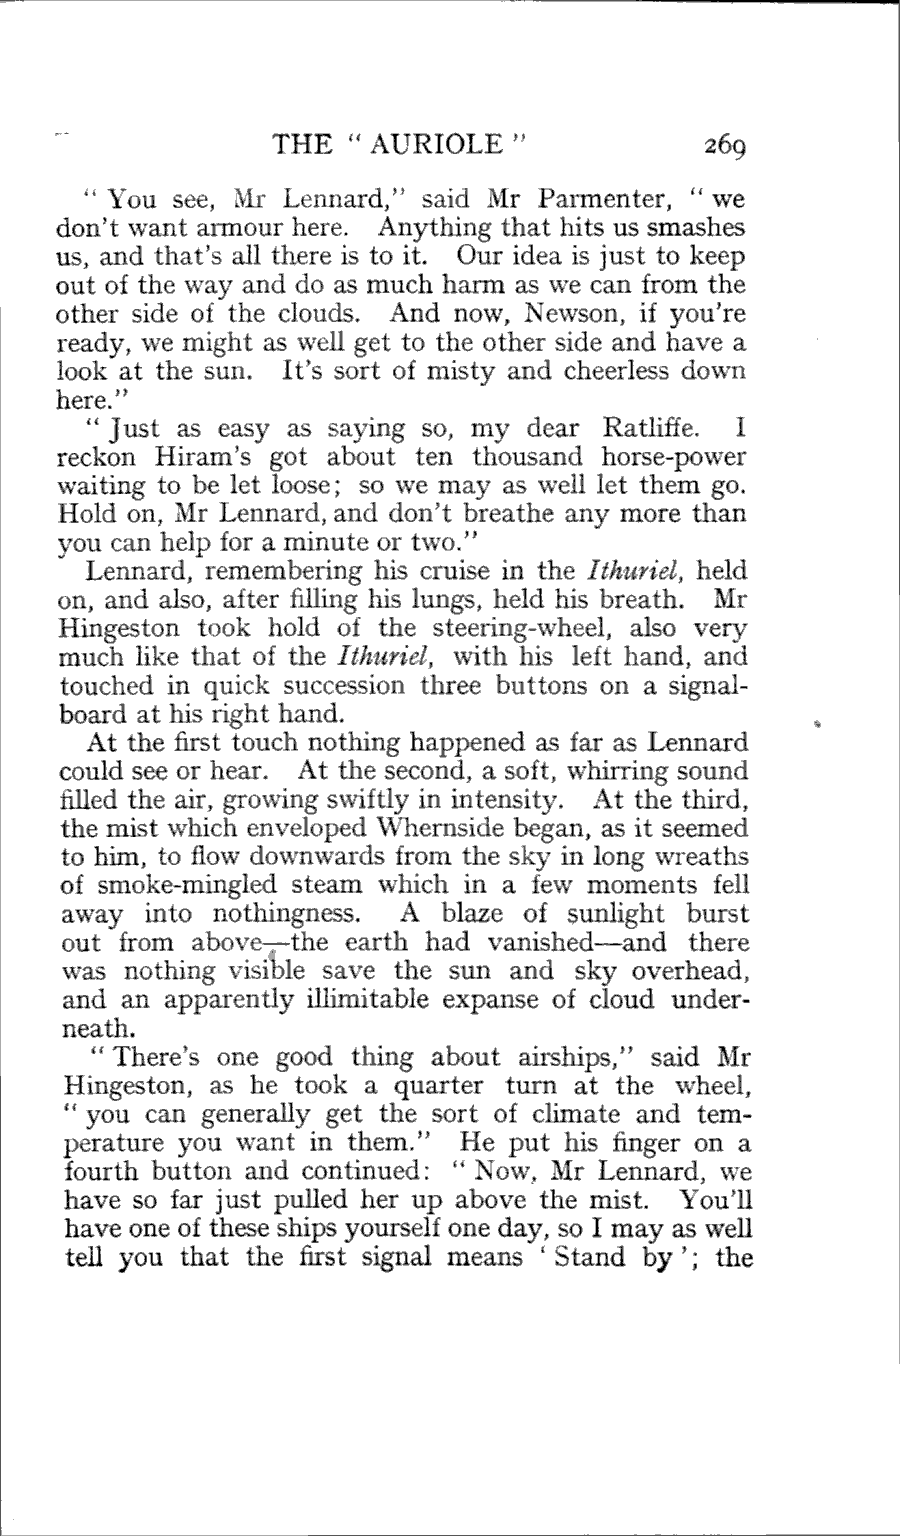 THE " AURIOLE " 269
" You see, Mr Lennard," said Mr Parmenter, " we
don't want armour here. Anything that hits us smashes
us, and that's all there is to it. Our idea is just to keep
out of the way and do as much harm as we can from the
other side of the clouds. And now, Newson, if you're
ready, we might as well get to the other side and have a
look at the sun. It's sort of misty and cheerless down
here."
" Just as easy as saying so, my dear Ratliffe. I
reckon Hiram's got about ten thousand horse-power
waiting to be let loose; so we may as well let them go.
Hold on, Mr Lennard, and don't breathe any more than
you can help for a minute or two."
Lennard, remembering his cruise in the Ithuriel, held
on, and also, after filling his lungs, held his breath. Mr
Hingeston took hold of the steering-wheel, also very
much like that of the Ithuriel, with his left hand, and
touched in quick succession three buttons on a signal-
board at his right hand.
At the first touch nothing happened as far as Lennard
could see or hear. At the second, a soft, whirring sound
filled the air, growing swiftly in intensity. At the third,
the mist which enveloped Whernside began, as it seemed
to him, to flow downwards from the sky in long wreaths
of smoke-mingled steam which in a few moments fell
away into nothingness. A blaze of sunlight burst
out from above—the earth had vanished—and there
was nothing visible save the sun and sky overhead,
and an apparently illimitable expanse of cloud under-
neath.
" There's one good thing about airships," said Mr
Hingeston, as he took a quarter turn at the wheel,
" you can generally get the sort of climate and tem-
perature you want in them." He put his finger on a
fourth button and continued: " Now, Mr Lennard, we
have so far just pulled her up above the mist. You'll
have one of these ships yourself one day, so I may as well
tell you that the first signal means ' Stand by '; the